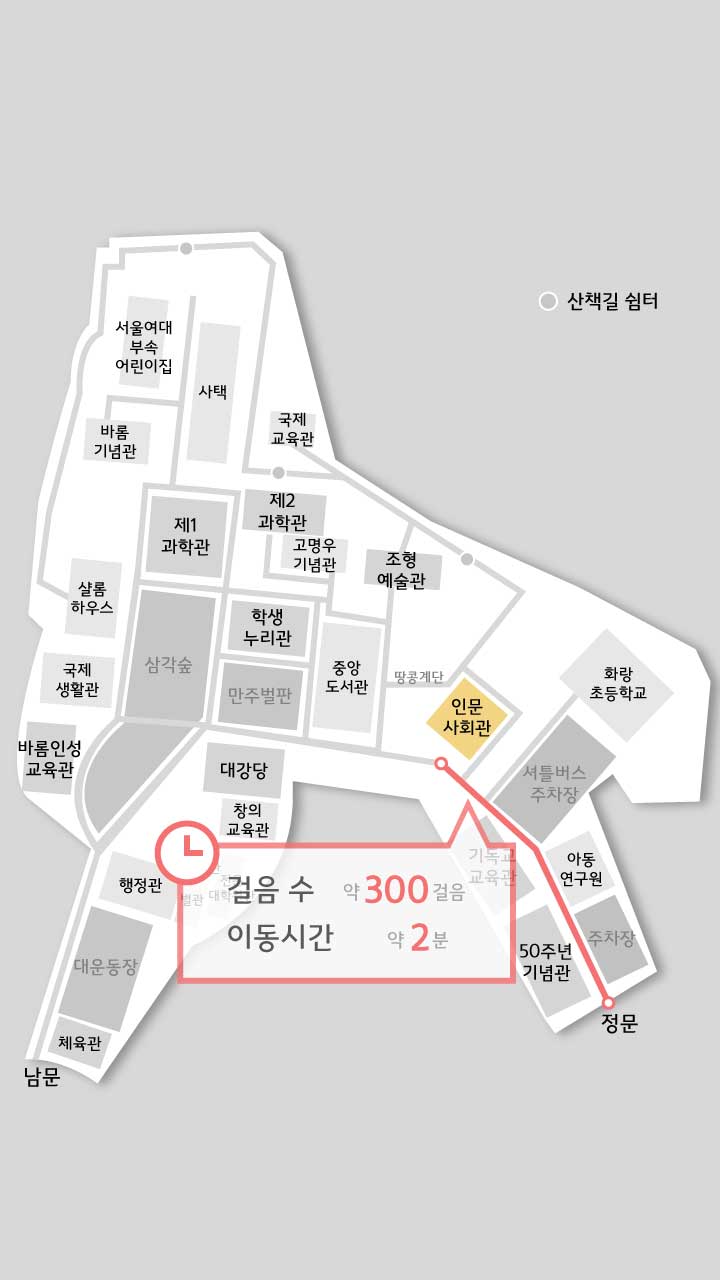 산책길 쉼터
서울여대
부속
어린이집
사택
국제
교육관
바롬
기념관
제1
과학관
제2
과학관
고명우
기념관
조형
예술관
샬롬
하우스
학생
누리관
삼각숲
중앙
도서관
땅콩계단
화랑
초등학교
국제
생활관
만주벌판
인문
사회관
바롬인성
교육관
대강당
셔틀버스
주차장
창의
교육관
기독교
교육관
아동
연구원
행정관
걸음 수 약 300 걸음
이동시간 약 2분
대운동장
50주년
기념관
주차장
체육관
정문
남문